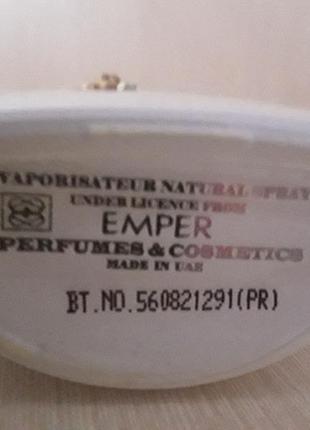 VAPORISATEUR NATURAL SPRAY
UNDER LICENCE FROM
EMPER
PERFUMES & COSMETICS
MADE IN UAE
BT.NO.560821291(PR)